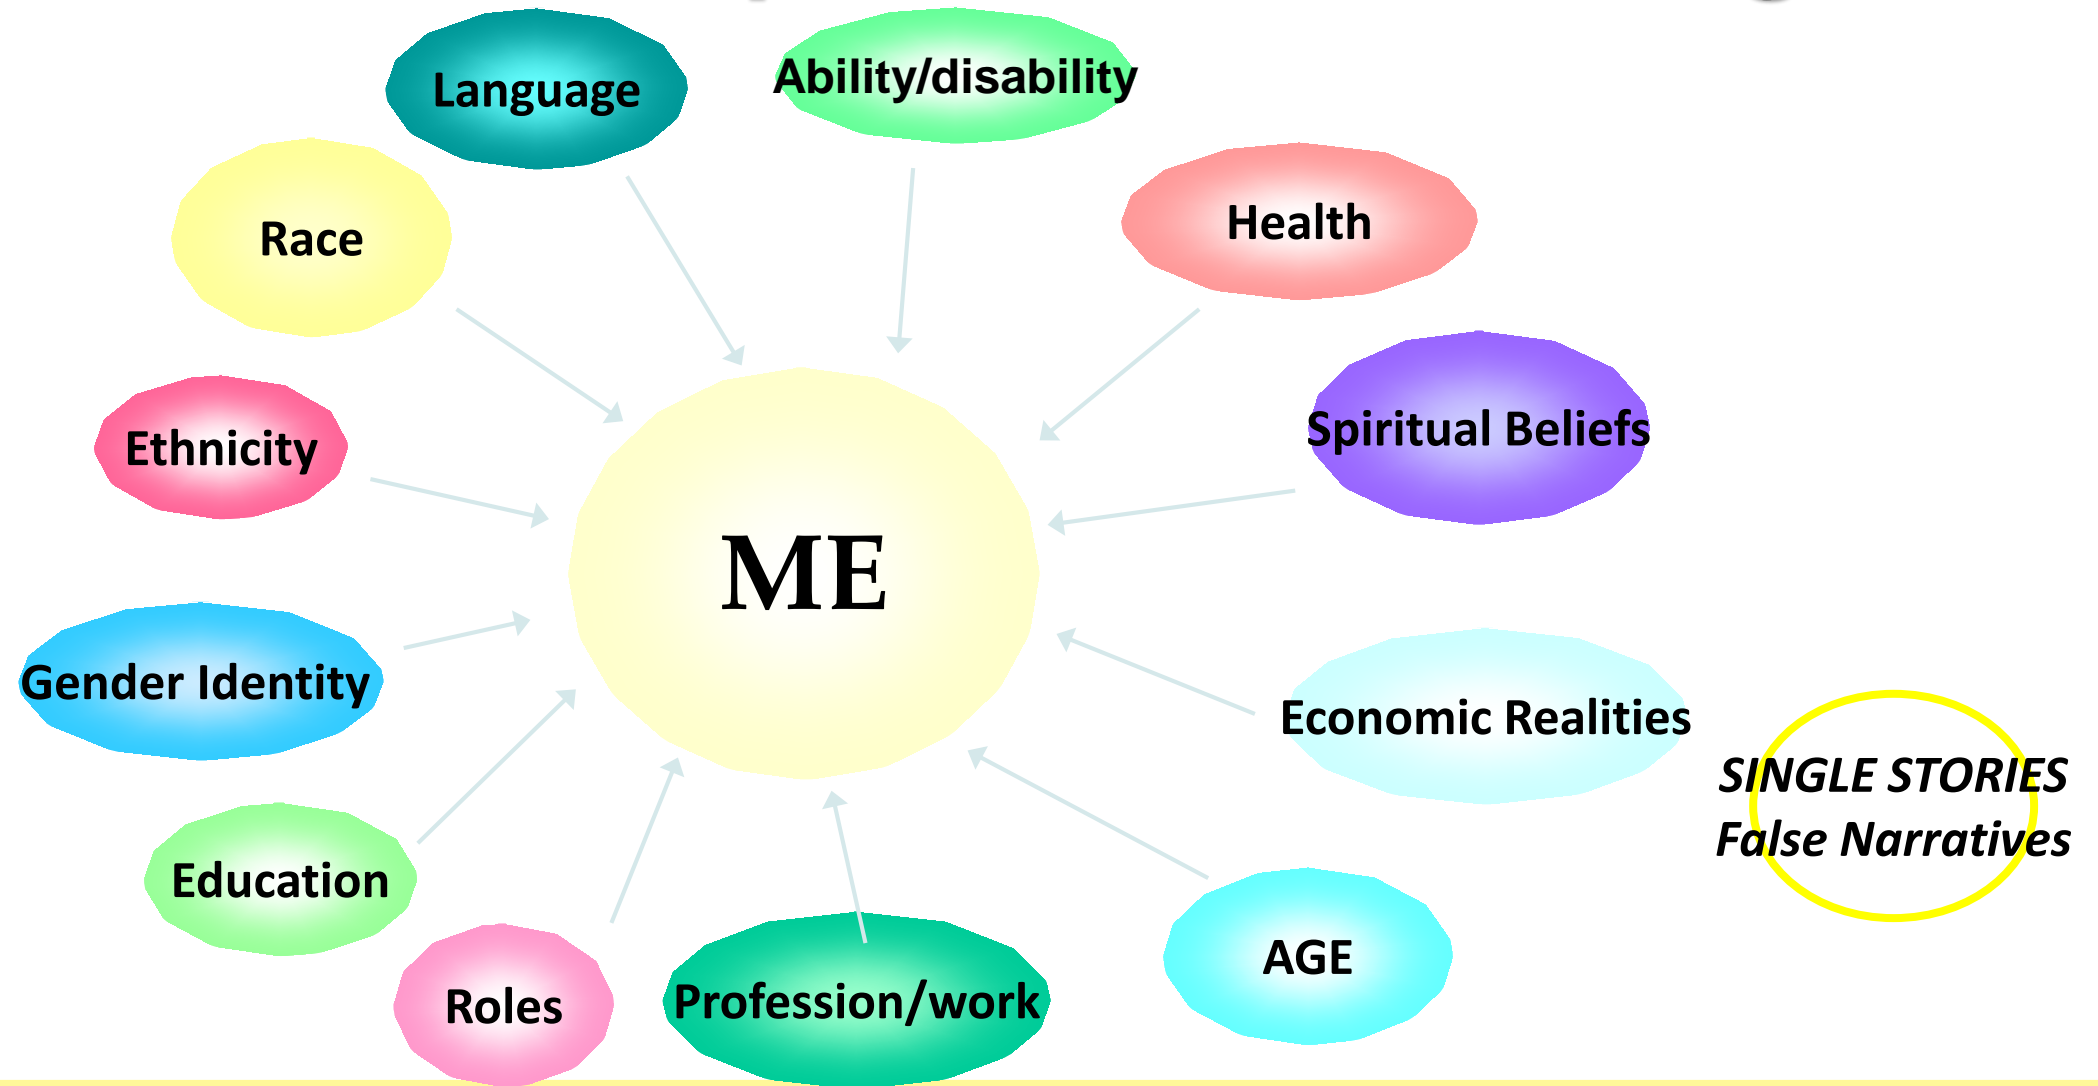 Language
Ability/disability
Race
Health
Ethnicity
Spiritual Beliefs
ME
Gender Identity
Economic Realities
SINGLE STORIES
False Narratives
Education
AGE
Roles
Profession/work